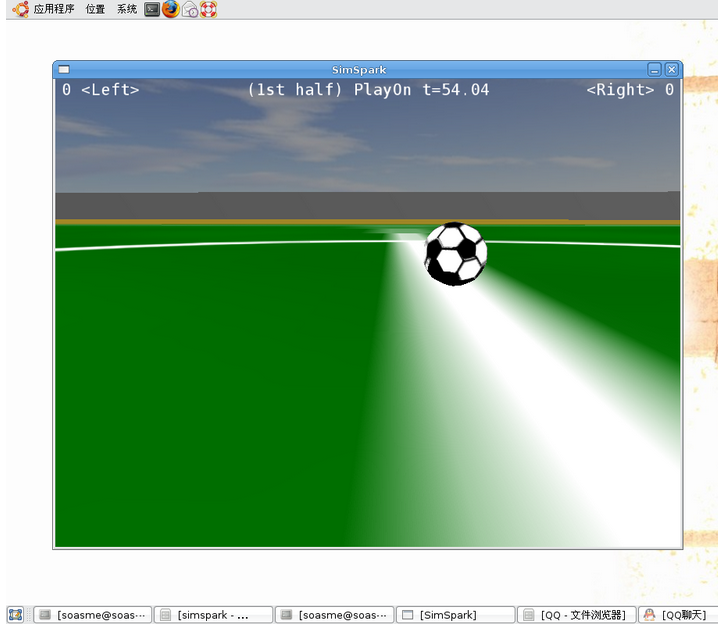 应用程序 位置 系统
SimSpark
0 <Left> (1st half) PlayOn t=54.04 <Right> 0
[soasme@soas··· [simspark - ... [soasme@soas··· [SimSpark] [QQ - 文件浏览器] [QQ聊天]